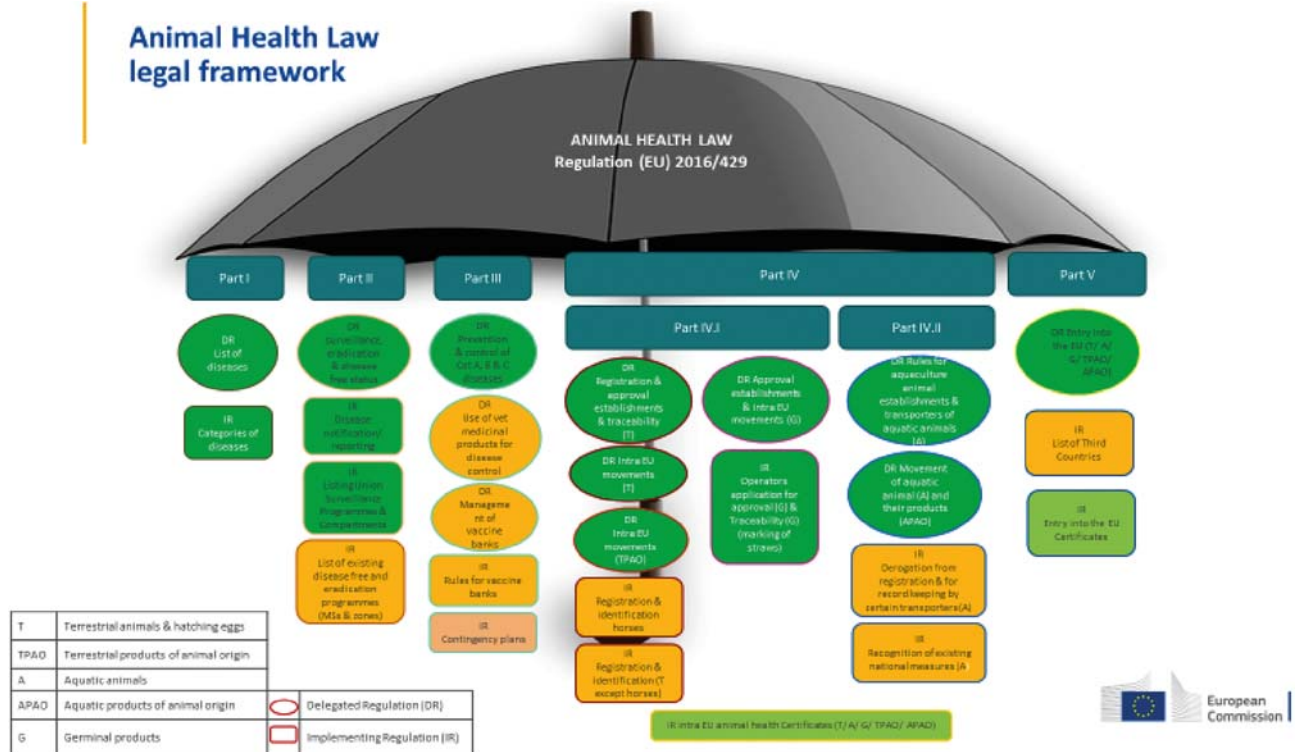 Animal Health Law
legal framework
ANIMAL HEALTH LAW
Regulation (EU) 2016/429
Part I
Part II
Part III
Part IV
Part V
Part IV.I
Part IV.II
DR
List of
diseases
IR
Categories of
diseases
DR
surveillance,
eradication
& disease
free status
IR
Disease
notification/
reporting
IR
Listing Union
Surveillance
Programmes &
Compartments
IR
List of existing
disease free and
eradication
programmes
(MSs & zones)
DR
Prevention
& control of
Cat A, B & C
diseases
DR
Use of vet
medicinal
products for
disease
control
DR
Manageme
nt of
vaccine
banks
IR
Rules for vaccine
banks
IR
Contingency plans
DR
Registration &
approval
establishments
& traceability
(T)
DR Intra EU
movements
(T)
DR
Intra EU
movements
(TPAO)
IR
Registration &
identification
horses
IR
Registration &
identification (T
except horses)
DR Approval
establishments
& intra EU
movements (G)
IR
Operators
application for
approval (G) &
Traceability (G)
(marking of
straws)
DR Rules for
aquaculture
animal
establishments &
transporters of
aquatic animals
(A)
DR Movement
of aquatic
animal (A) and
their products
(APAO)
IR
Derogation from
registration & for
record keeping by
certain transporters (A)
IR
Recognition of existing
national measures (A)
DR Entry into
the EU (T/ A/
G/ TPAO/
APAO)
IR
List of Third
Countries
IR
Entry into the EU
Certificates
IR Intra EU animal health Certificates (T/ A/ G/ TPAO/ APAO)
T Terrestrial animals & hatching eggs
TPAO Terrestrial products of animal origin
A Aquatic animals
APAO Aquatic products of animal origin
G Germinal products
Delegated Regulation (DR)
Implementing Regulation (IR)
European
Commission